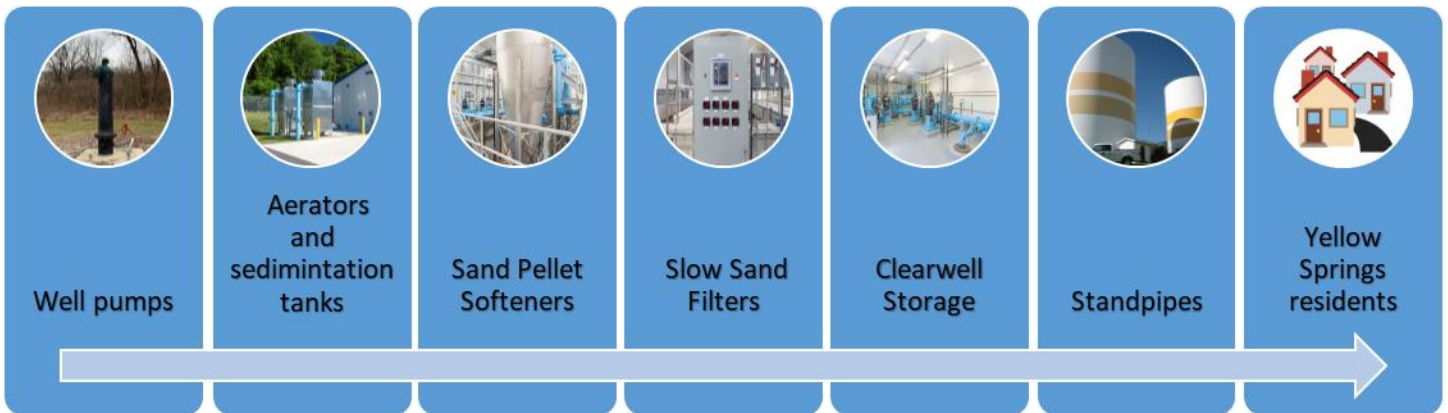 Well pumps
Aerators
and
sedimintation
tanks
Sand Pellet
Softeners
Slow Sand
Filters
Clearwell
Storage
Standpipes
Yellow
Springs
residents